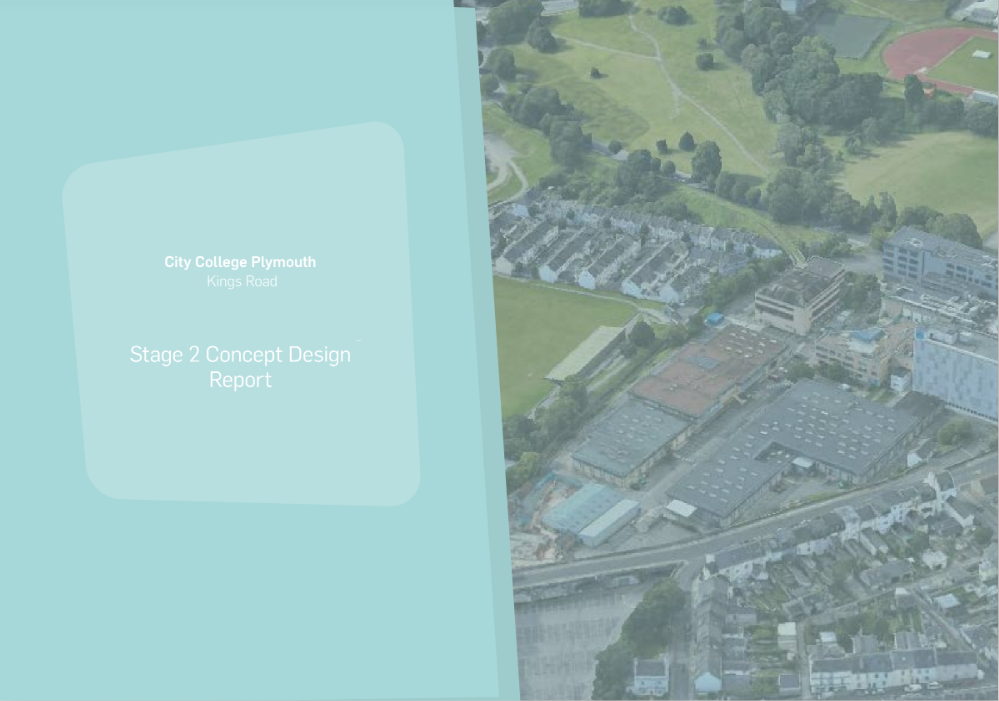 City College Plymouth
Kings Road
Stage 2 Concept Design
Report